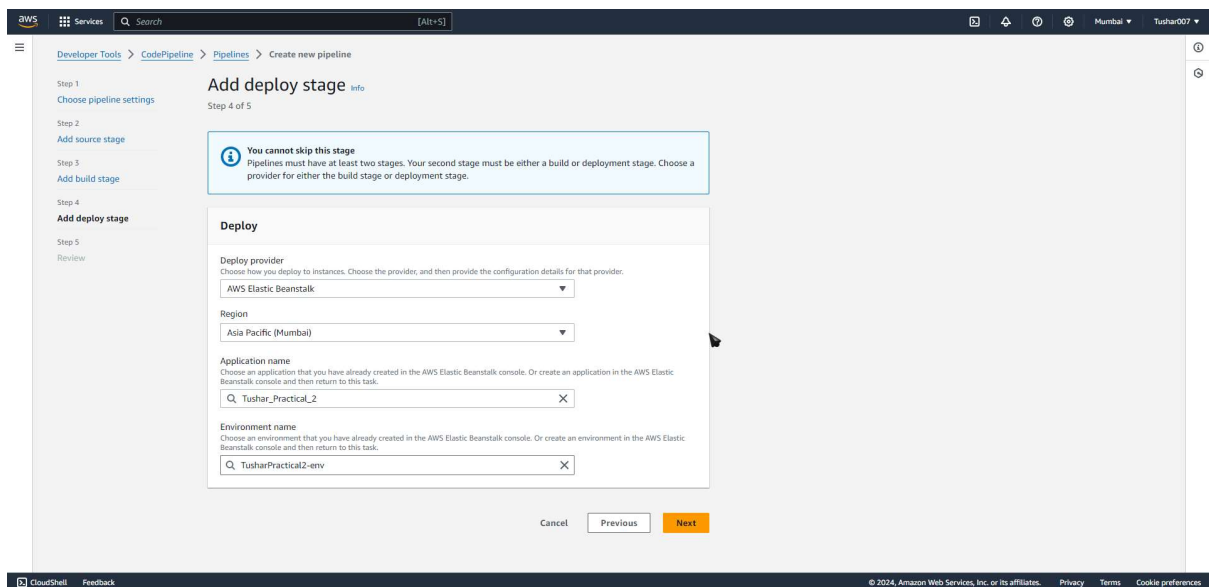 aws
Services
Search
[Alt+S]
Mumbai
Tushar007
Developer Tools > CodePipeline > Pipelines > Create new pipeline
Step 1
Choose pipeline settings
Step 2
Add source stage
Step 3
Add build stage
Step 4
Add deploy stage
Step 5
Review
Add deploy stage Info
Step 4 of 5
You cannot skip this stage
Pipelines must have at least two stages. Your second stage must be either a build or deployment stage. Choose a
provider for either the build stage or deployment stage.
Deploy
Deploy provider
Choose how you deploy to instances. Choose the provider, and then provide the configuration details for that provider.
AWS Elastic Beanstalk
Region
Asia Pacific (Mumbai)
Application name
Choose an application that you have already created in the AWS Elastic Beanstalk console. Or create an application in the AWS Elastic
Beanstalk console and then return to this task.
Tushar_Practical_2
Environment name
Choose an environment that you have already created in the AWS Elastic Beanstalk console. Or create an environment in the AWS Elastic
Beanstalk console and then return to this task.
TusharPractical2-env
Cancel
Previous
Next
CloudShell
Feedback
© 2024, Amazon Web Services, Inc. or its affiliates.
Privacy
Terms
Cookie preferences